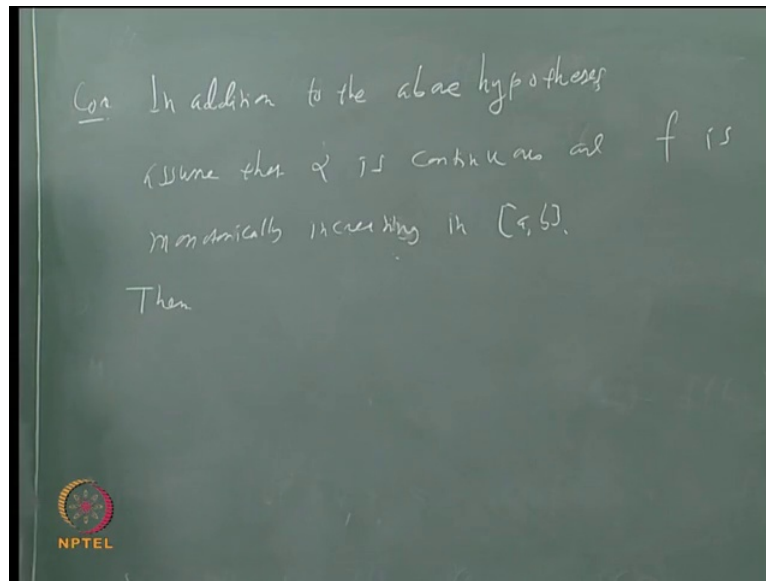 Cor. In addition to the above hypotheses
assume that α is continuous and f is
monotonically increasing in [a, b].
Then
NPTEL